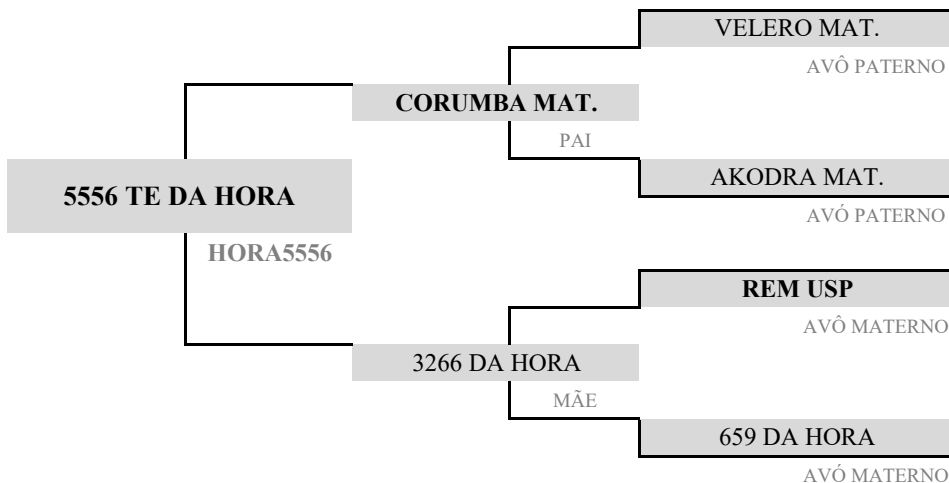 VELERO MAT.
AVÔ PATERNO
CORUMBA MAT.
PAI
AKODRA MAT.
AVÓ PATERNO
5556 TE DA HORA
HORA5556
REM USP
AVÔ MATERNO
3266 DA HORA
MÃE
659 DA HORA
AVÓ MATERNO